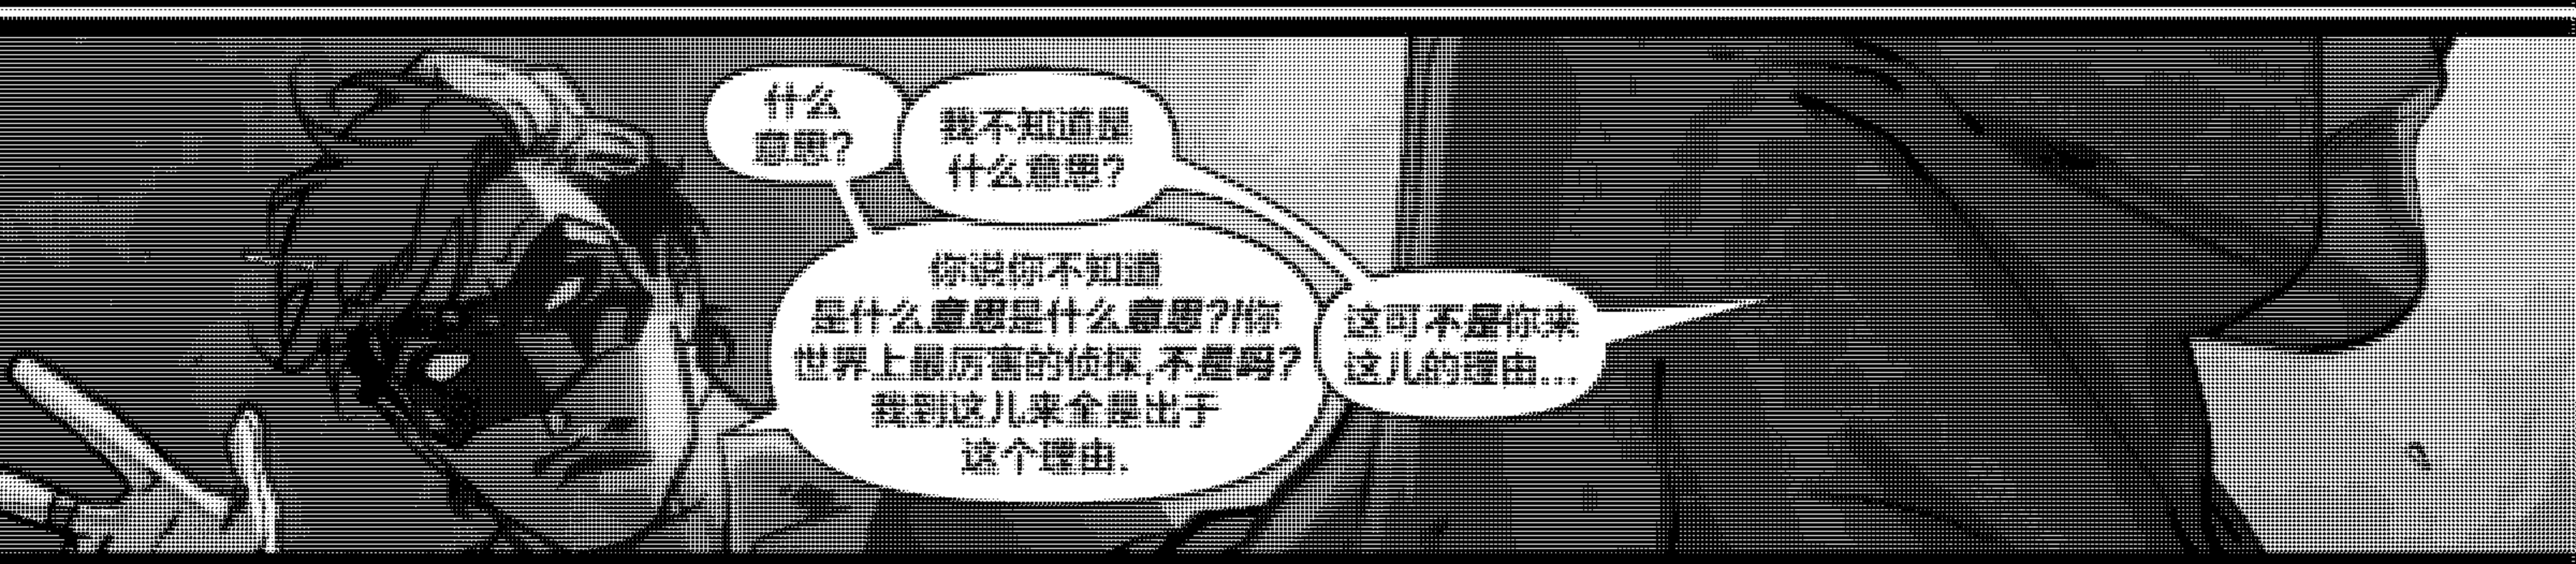 什么
意思?
我不知道是
什么意思?
你说你不知道
是什么意思是什么意思?!你
世界上最厉害的侦探,不是吗?
我到这儿来全是出于
这个理由.
这可不是你来
这儿的理由...